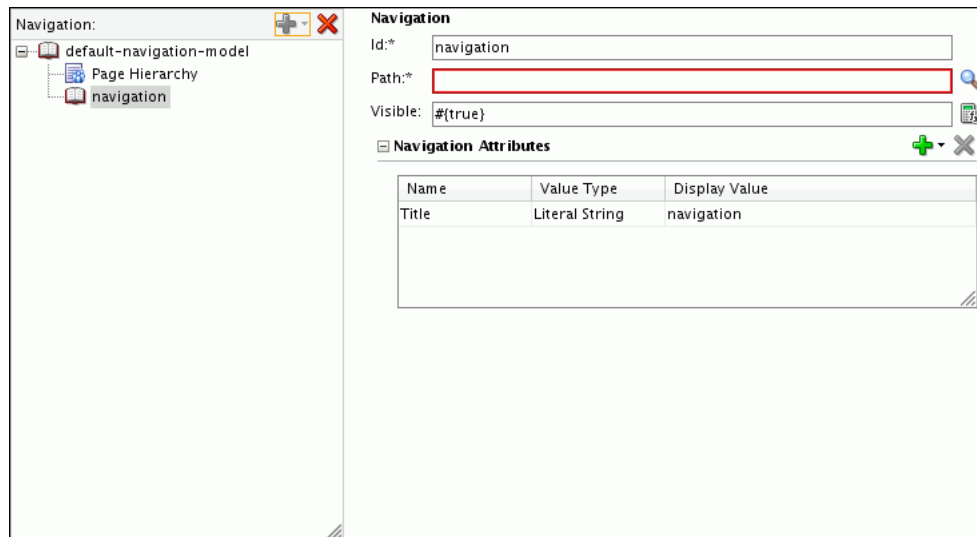 Navigation:
default-navigation-model
Page Hierarchy
navigation
Navigation
Id:* navigation
Path:*
Visible: #{true}
Navigation Attributes
Name Value Type Display Value
Title Literal String navigation